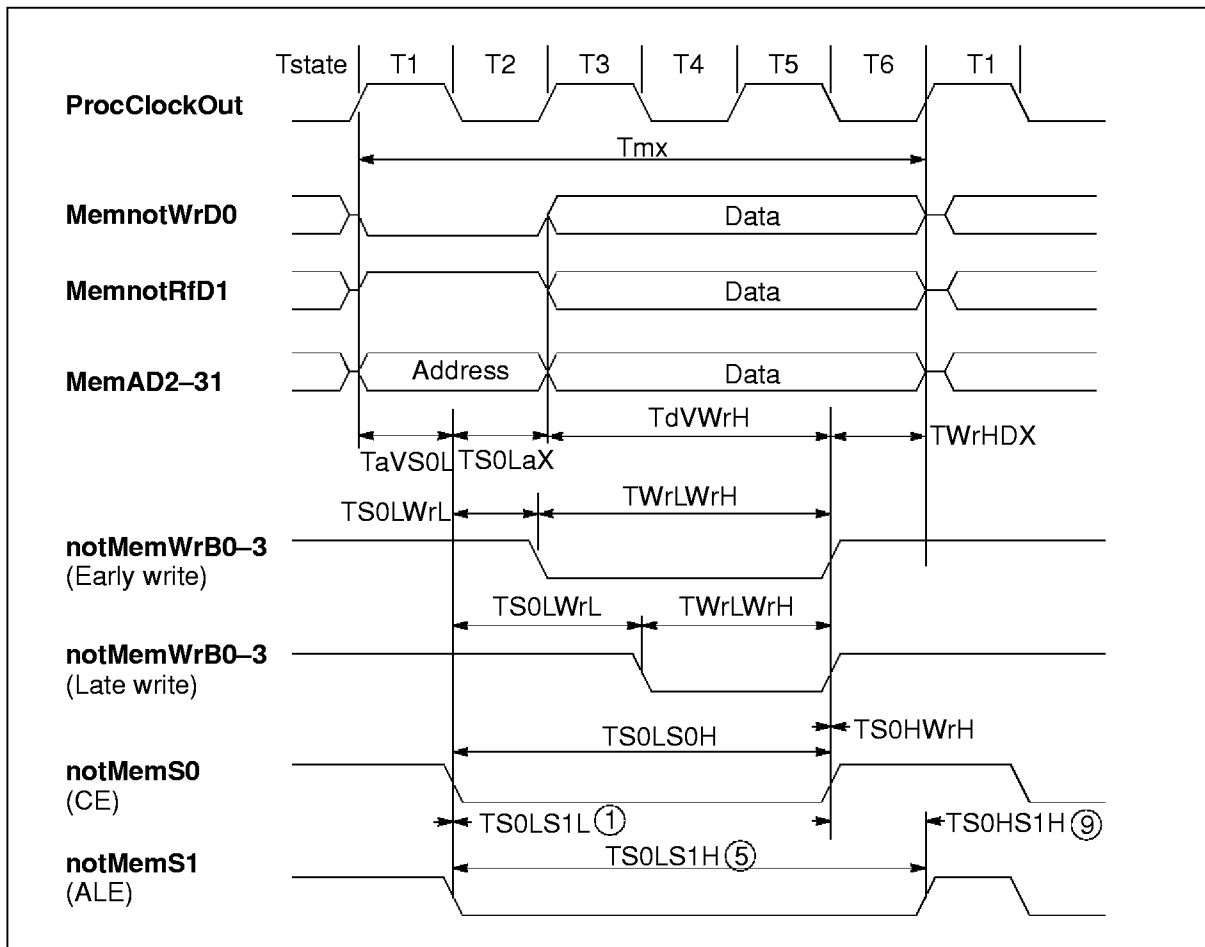 Tstate T1 T2 T3 T4 T5 T6 T1
ProcClockOut
Tmx
MemnotWrD0
Data
MemnotRfD1
Data
MemAD2–31
Address
Data
TdVWrH
TaVS0L TS0LaX
TWrHDX
TS0LWrL
TWrLWrH
notMemWrB0–3
(Early write)
TS0LWrL TWrLWrH
notMemWrB0–3
(Late write)
TS0LS0H
TS0HWrH
notMemS0
(CE)
TS0LS1L ① TS0HS1H ⑨
TS0LS1H ⑤
notMemS1
(ALE)